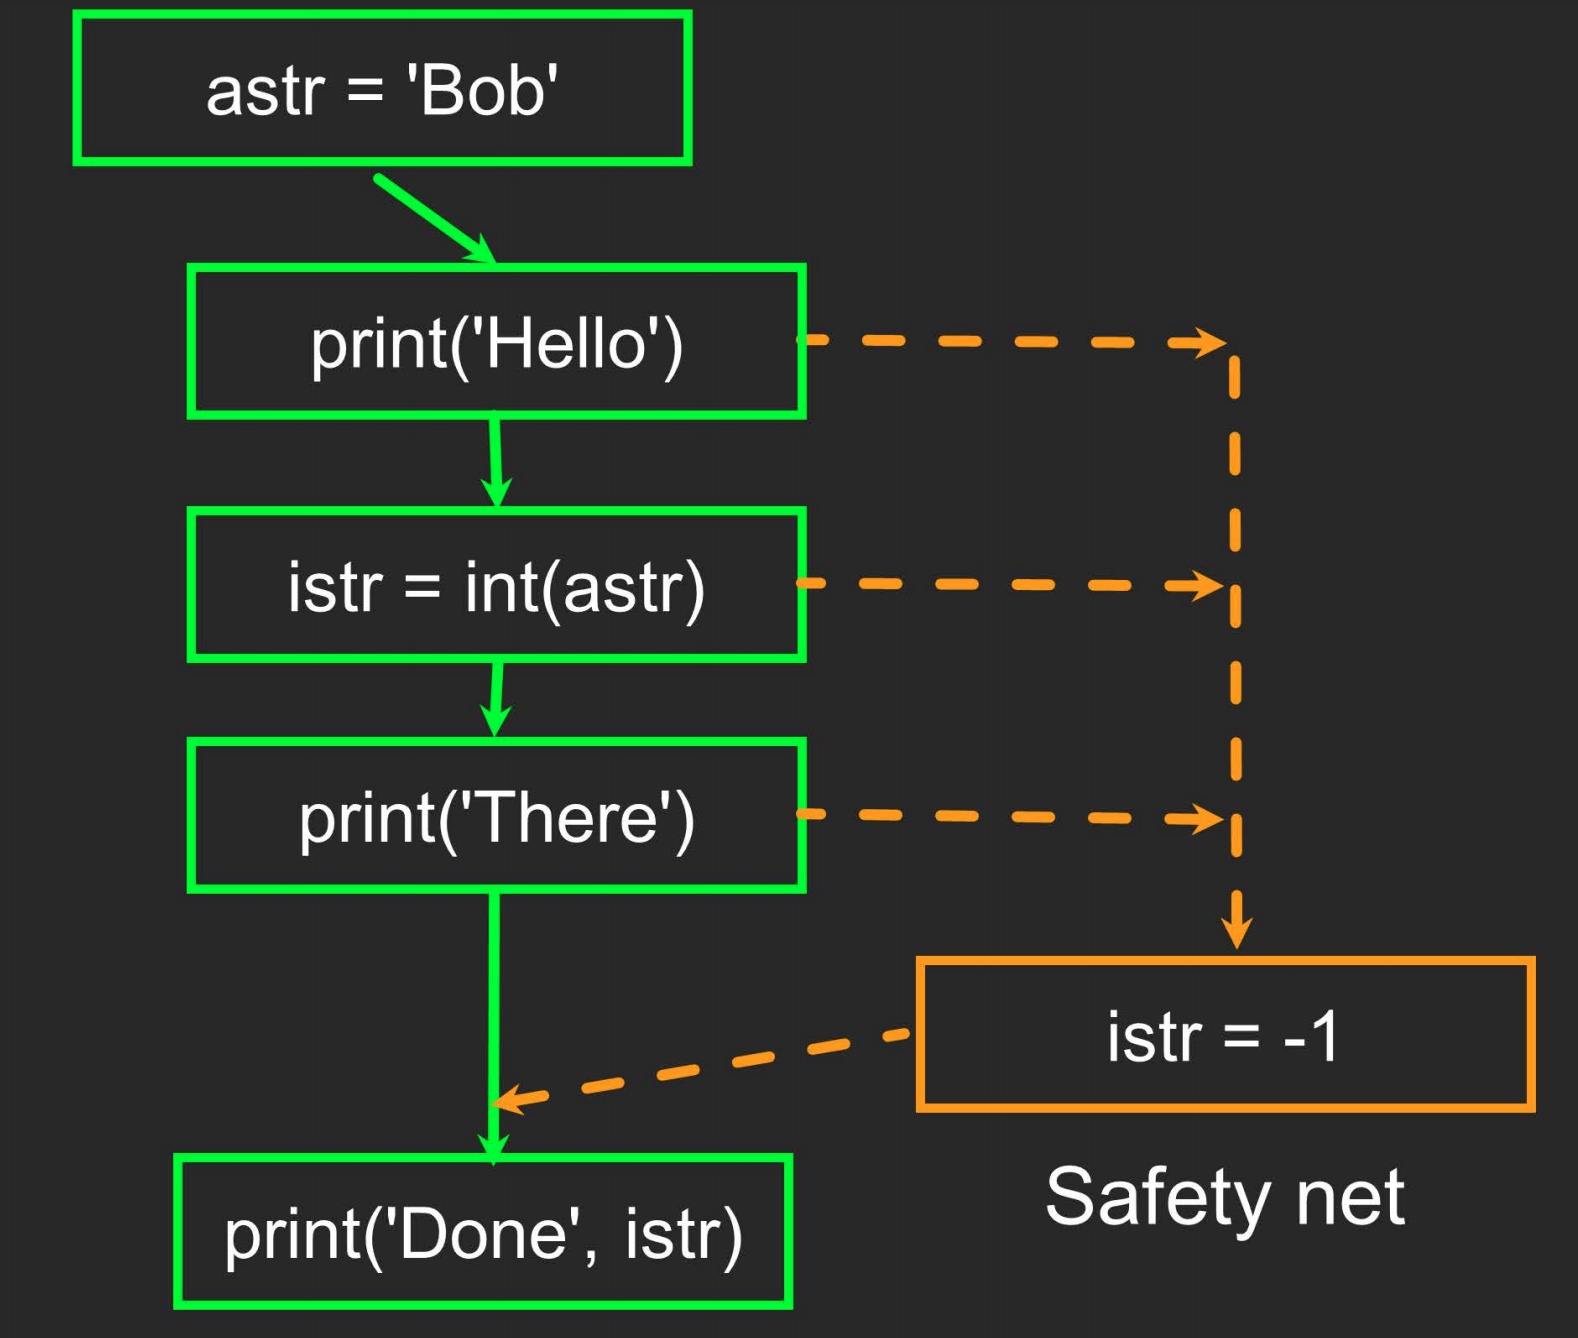 astr = 'Bob'
print('Hello')
istr = int(astr)
print('There')
istr = -1
Safety net
print('Done', istr)